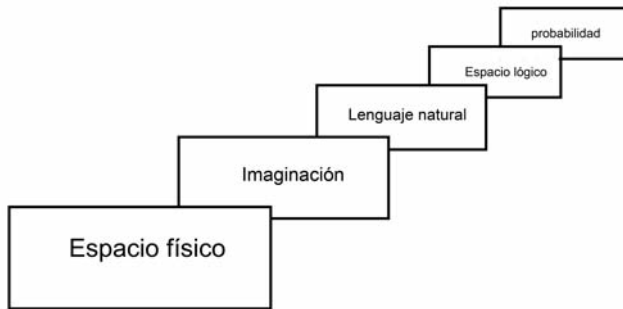 probabilidad
Espacio lógico
Lenguaje natural
Imaginación
Espacio físico